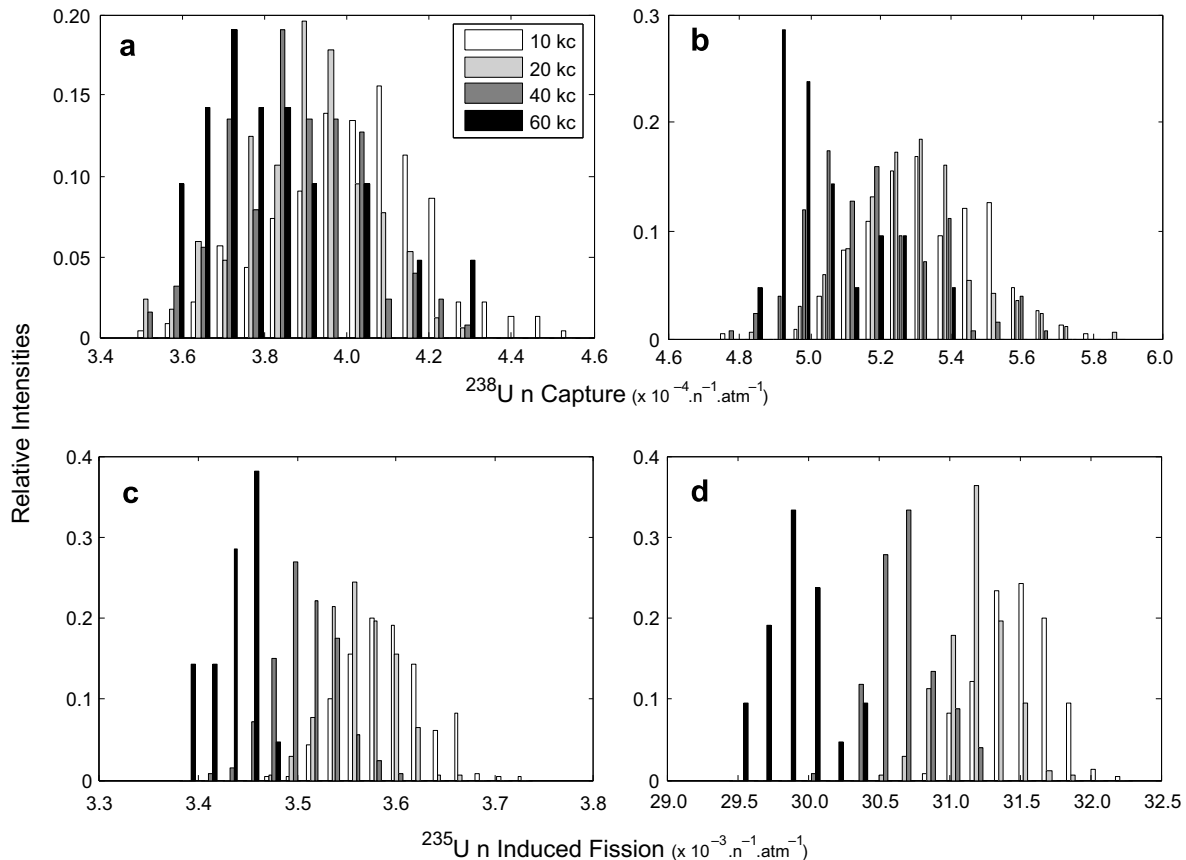 0.20
0.15
0.10
0.05
0
a
10 kc
20 kc
40 kc
60 kc
3.4 3.6 3.8 4.0 4.2 4.4 4.6
0.3
0.2
0.1
0
b
4.6 4.8 5.0 5.2 5.4 5.6 5.8 6.0
238U n Capture (x 10 −4.n−1.atm−1)
Relative Intensities
0.4
0.3
0.2
0.1
0
c
3.3 3.4 3.5 3.6 3.7 3.8
0.4
0.3
0.2
0.1
0
d
29.0 29.5 30.0 30.5 31.0 31.5 32.0 32.5
235U n Induced Fission (x 10 −3.n−1.atm−1)